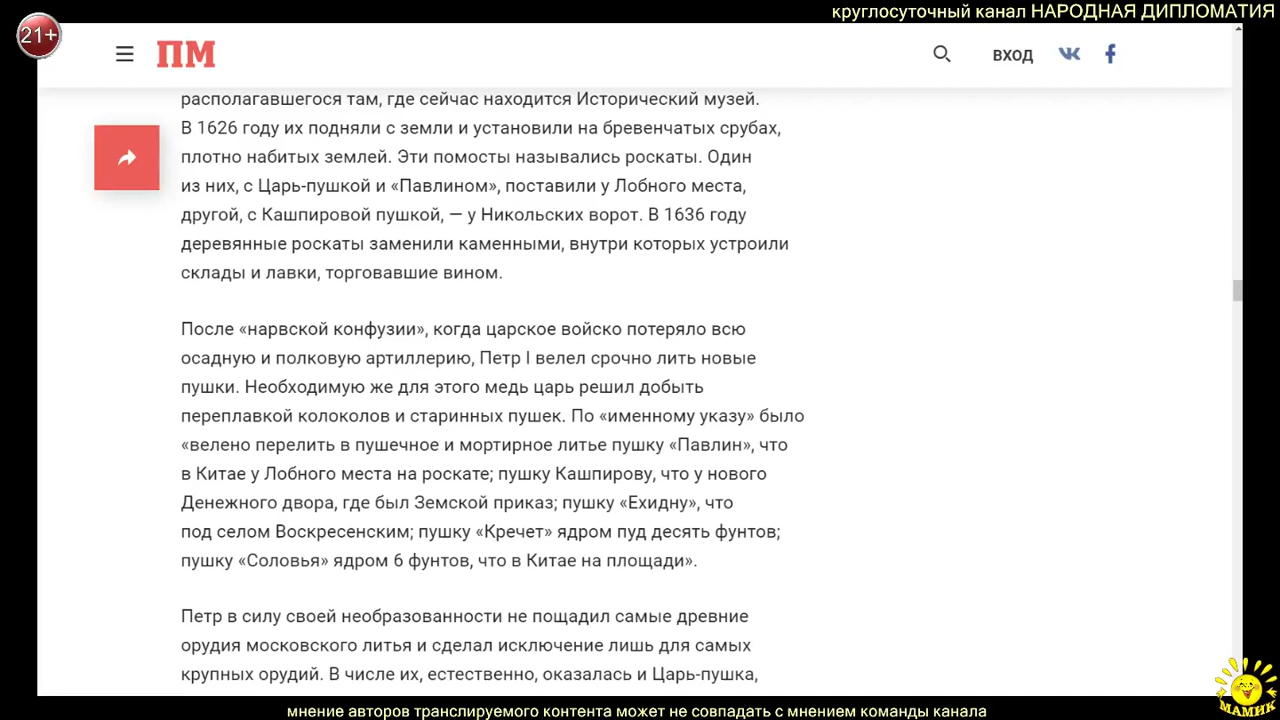 круглосуточный канал НАРОДНАЯ ДИПЛОМАТИЯ
21+
ПМ
ВХОД
располагавшегося там, где сейчас находится Исторический музей.
В 1626 году их подняли с земли и установили на бревенчатых срубах,
плотно набитых землей. Эти помосты назывались роскаты. Один
из них, с Царь-пушкой и «Павлином», поставили у Лобного места,
другой, с Кашпировой пушкой, — у Никольских ворот. В 1636 году
деревянные роскаты заменили каменными, внутри которых устроили
склады и лавки, торговавшие вином.
После «нарвской конфузии», когда царское войско потеряло всю
осадную и полковую артиллерию, Петр I велел срочно лить новые
пушки. Необходимую же для этого медь царь решил добыть
переплавкой колоколов и старинных пушек. По «именному указу» было
«велено перелить в пушечное и мортирное литье пушку «Павлин», что
в Китае у Лобного места на роскате; пушку Кашпирову, что у нового
Денежного двора, где был Земской приказ; пушку «Ехидну», что
под селом Воскресенским; пушку «Кречет» ядром пуд десять фунтов;
пушку «Соловья» ядром 6 фунтов, что в Китае на площади».
Петр в силу своей необразованности не пощадил самые древние
орудия московского литья и сделал исключение лишь для самых
крупных орудий. В числе их, естественно, оказалась и Царь-пушка,
МАМИК
мнение авторов транслируемого контента может не совпадать с мнением команды канала